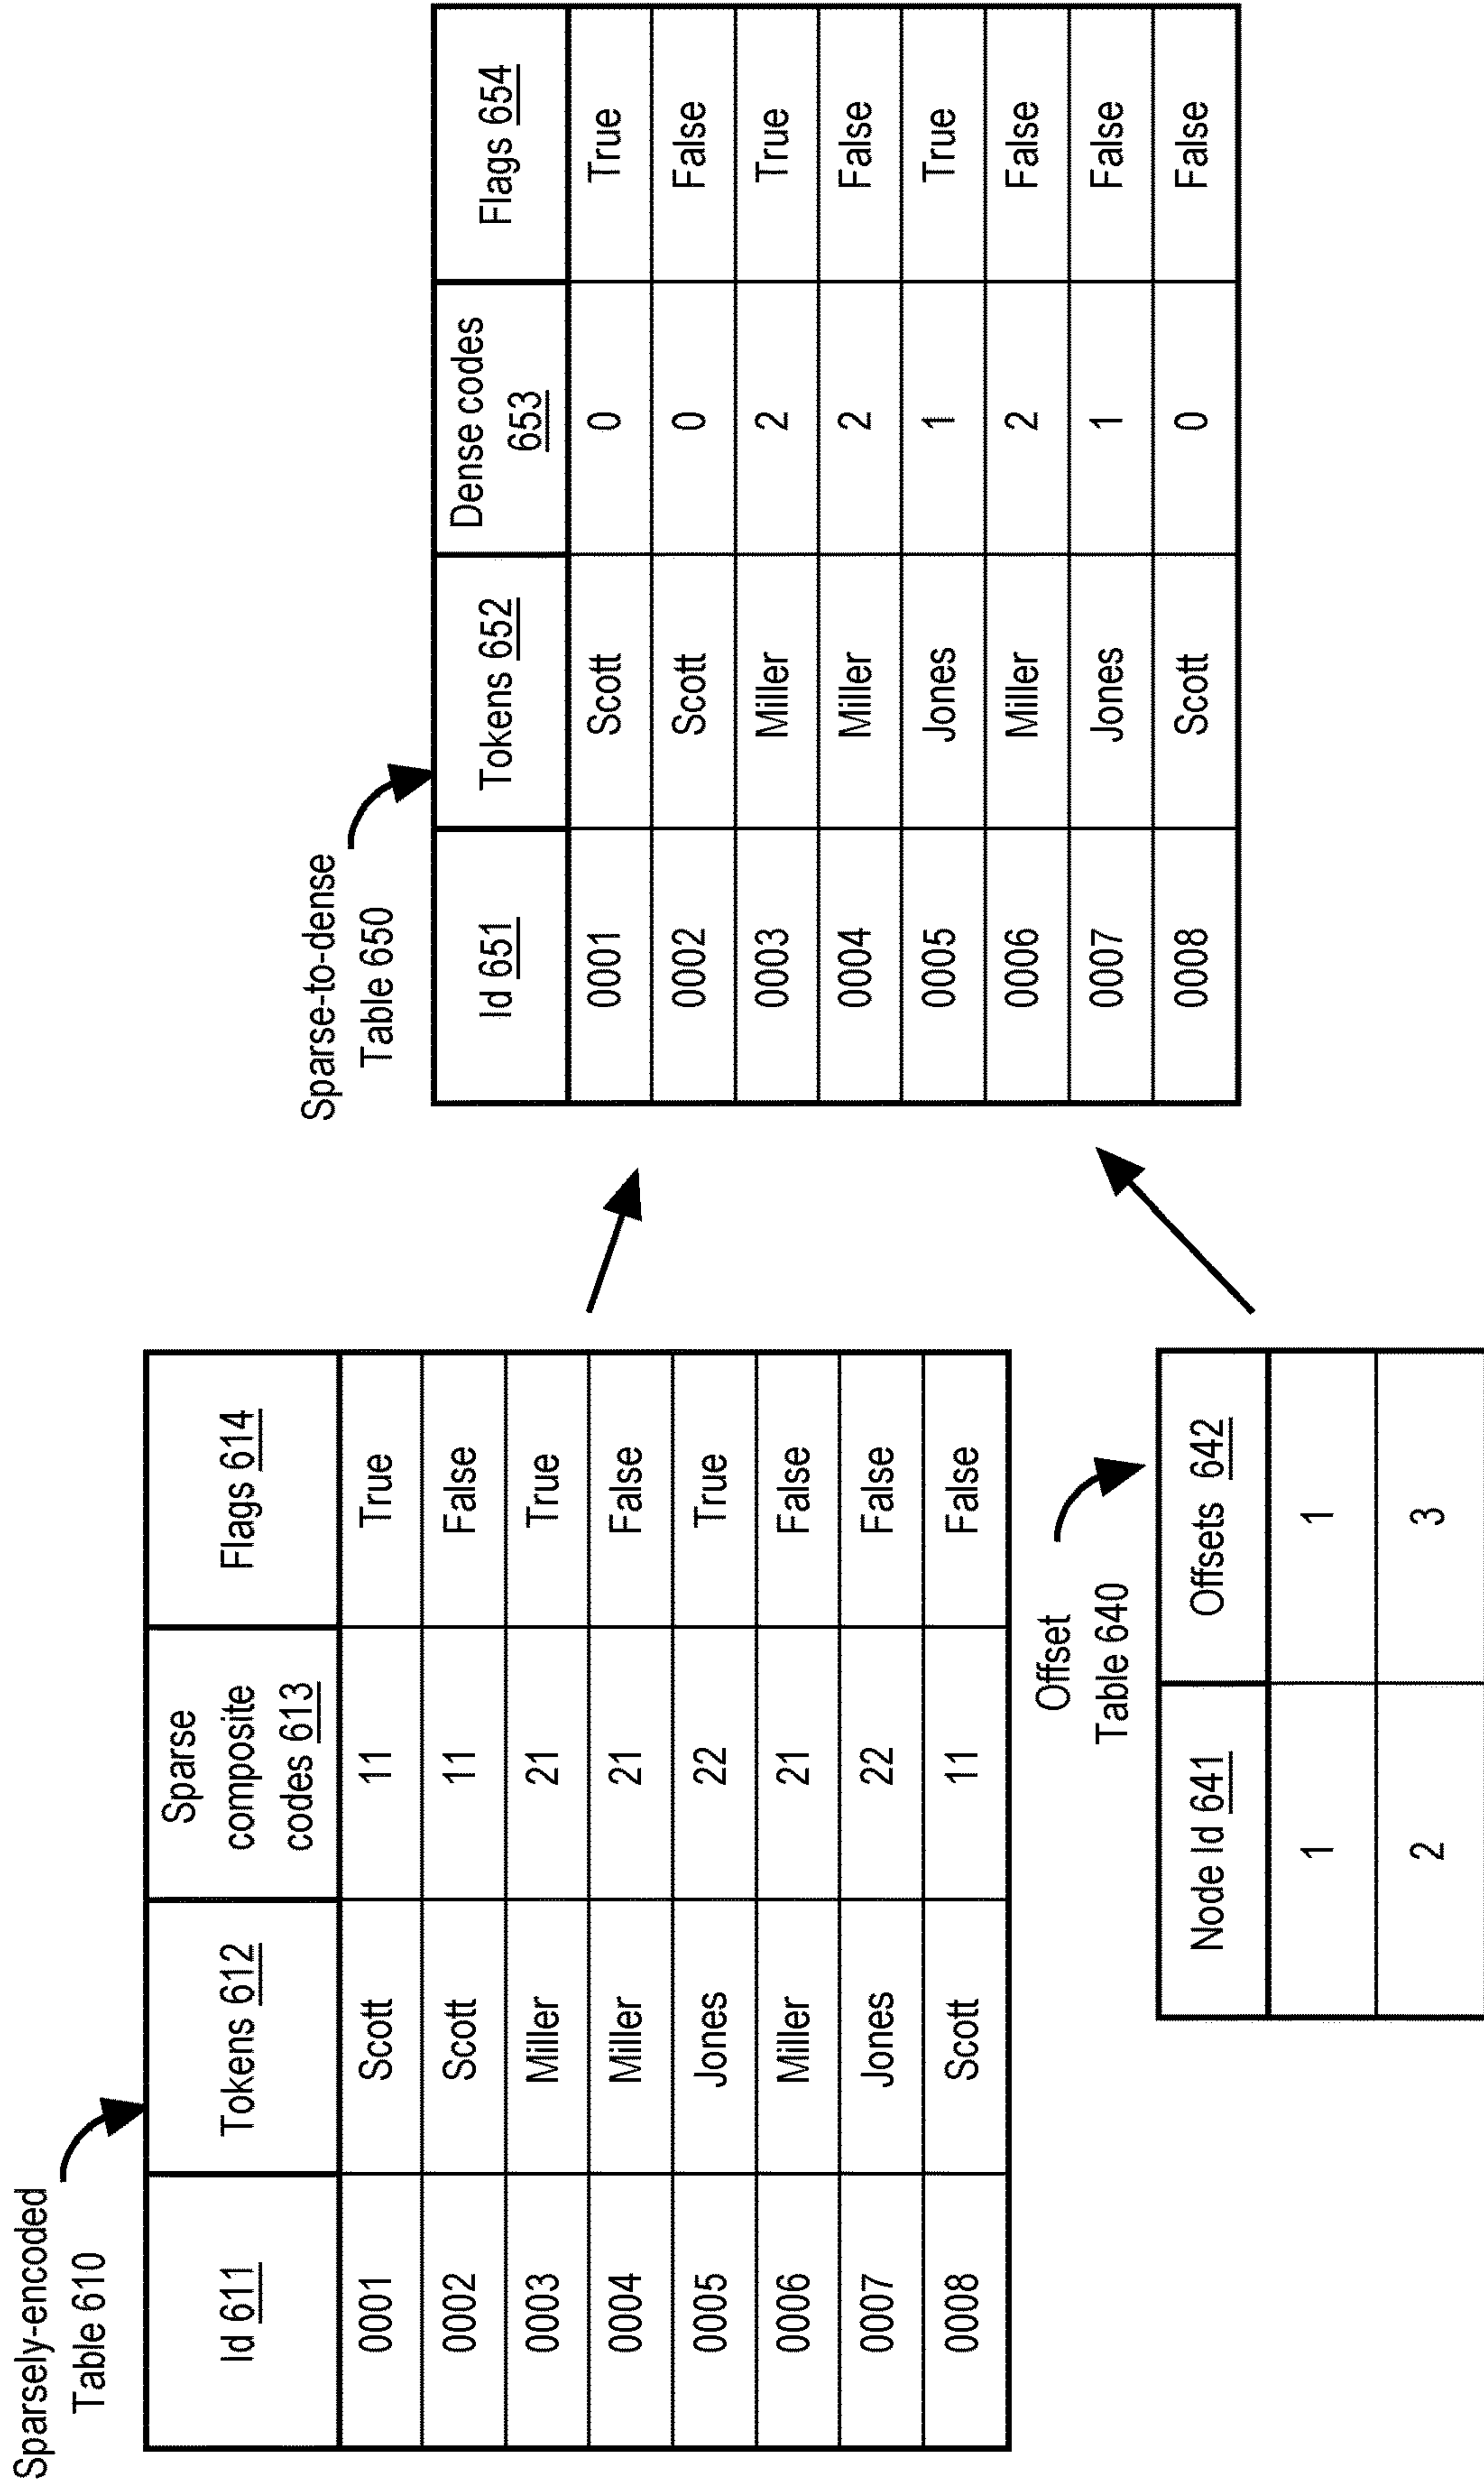 Sparsely-encoded
Table 610
Id 611 Tokens 612 Sparse composite codes 613 Flags 614
0001 Scott 11 True
0002 Scott 11 False
0003 Miller 21 True
0004 Miller 21 False
0005 Jones 22 True
0006 Miller 21 False
0007 Jones 22 False
0008 Scott 11 False
Offset
Table 640
Node Id 641 Offsets 642
1 1
2 3
Sparse-to-dense
Table 650
Id 651 Tokens 652 Dense codes 653 Flags 654
0001 Scott 0 True
0002 Scott 0 False
0003 Miller 2 True
0004 Miller 2 False
0005 Jones 1 True
0006 Miller 2 False
0007 Jones 1 False
0008 Scott 0 False